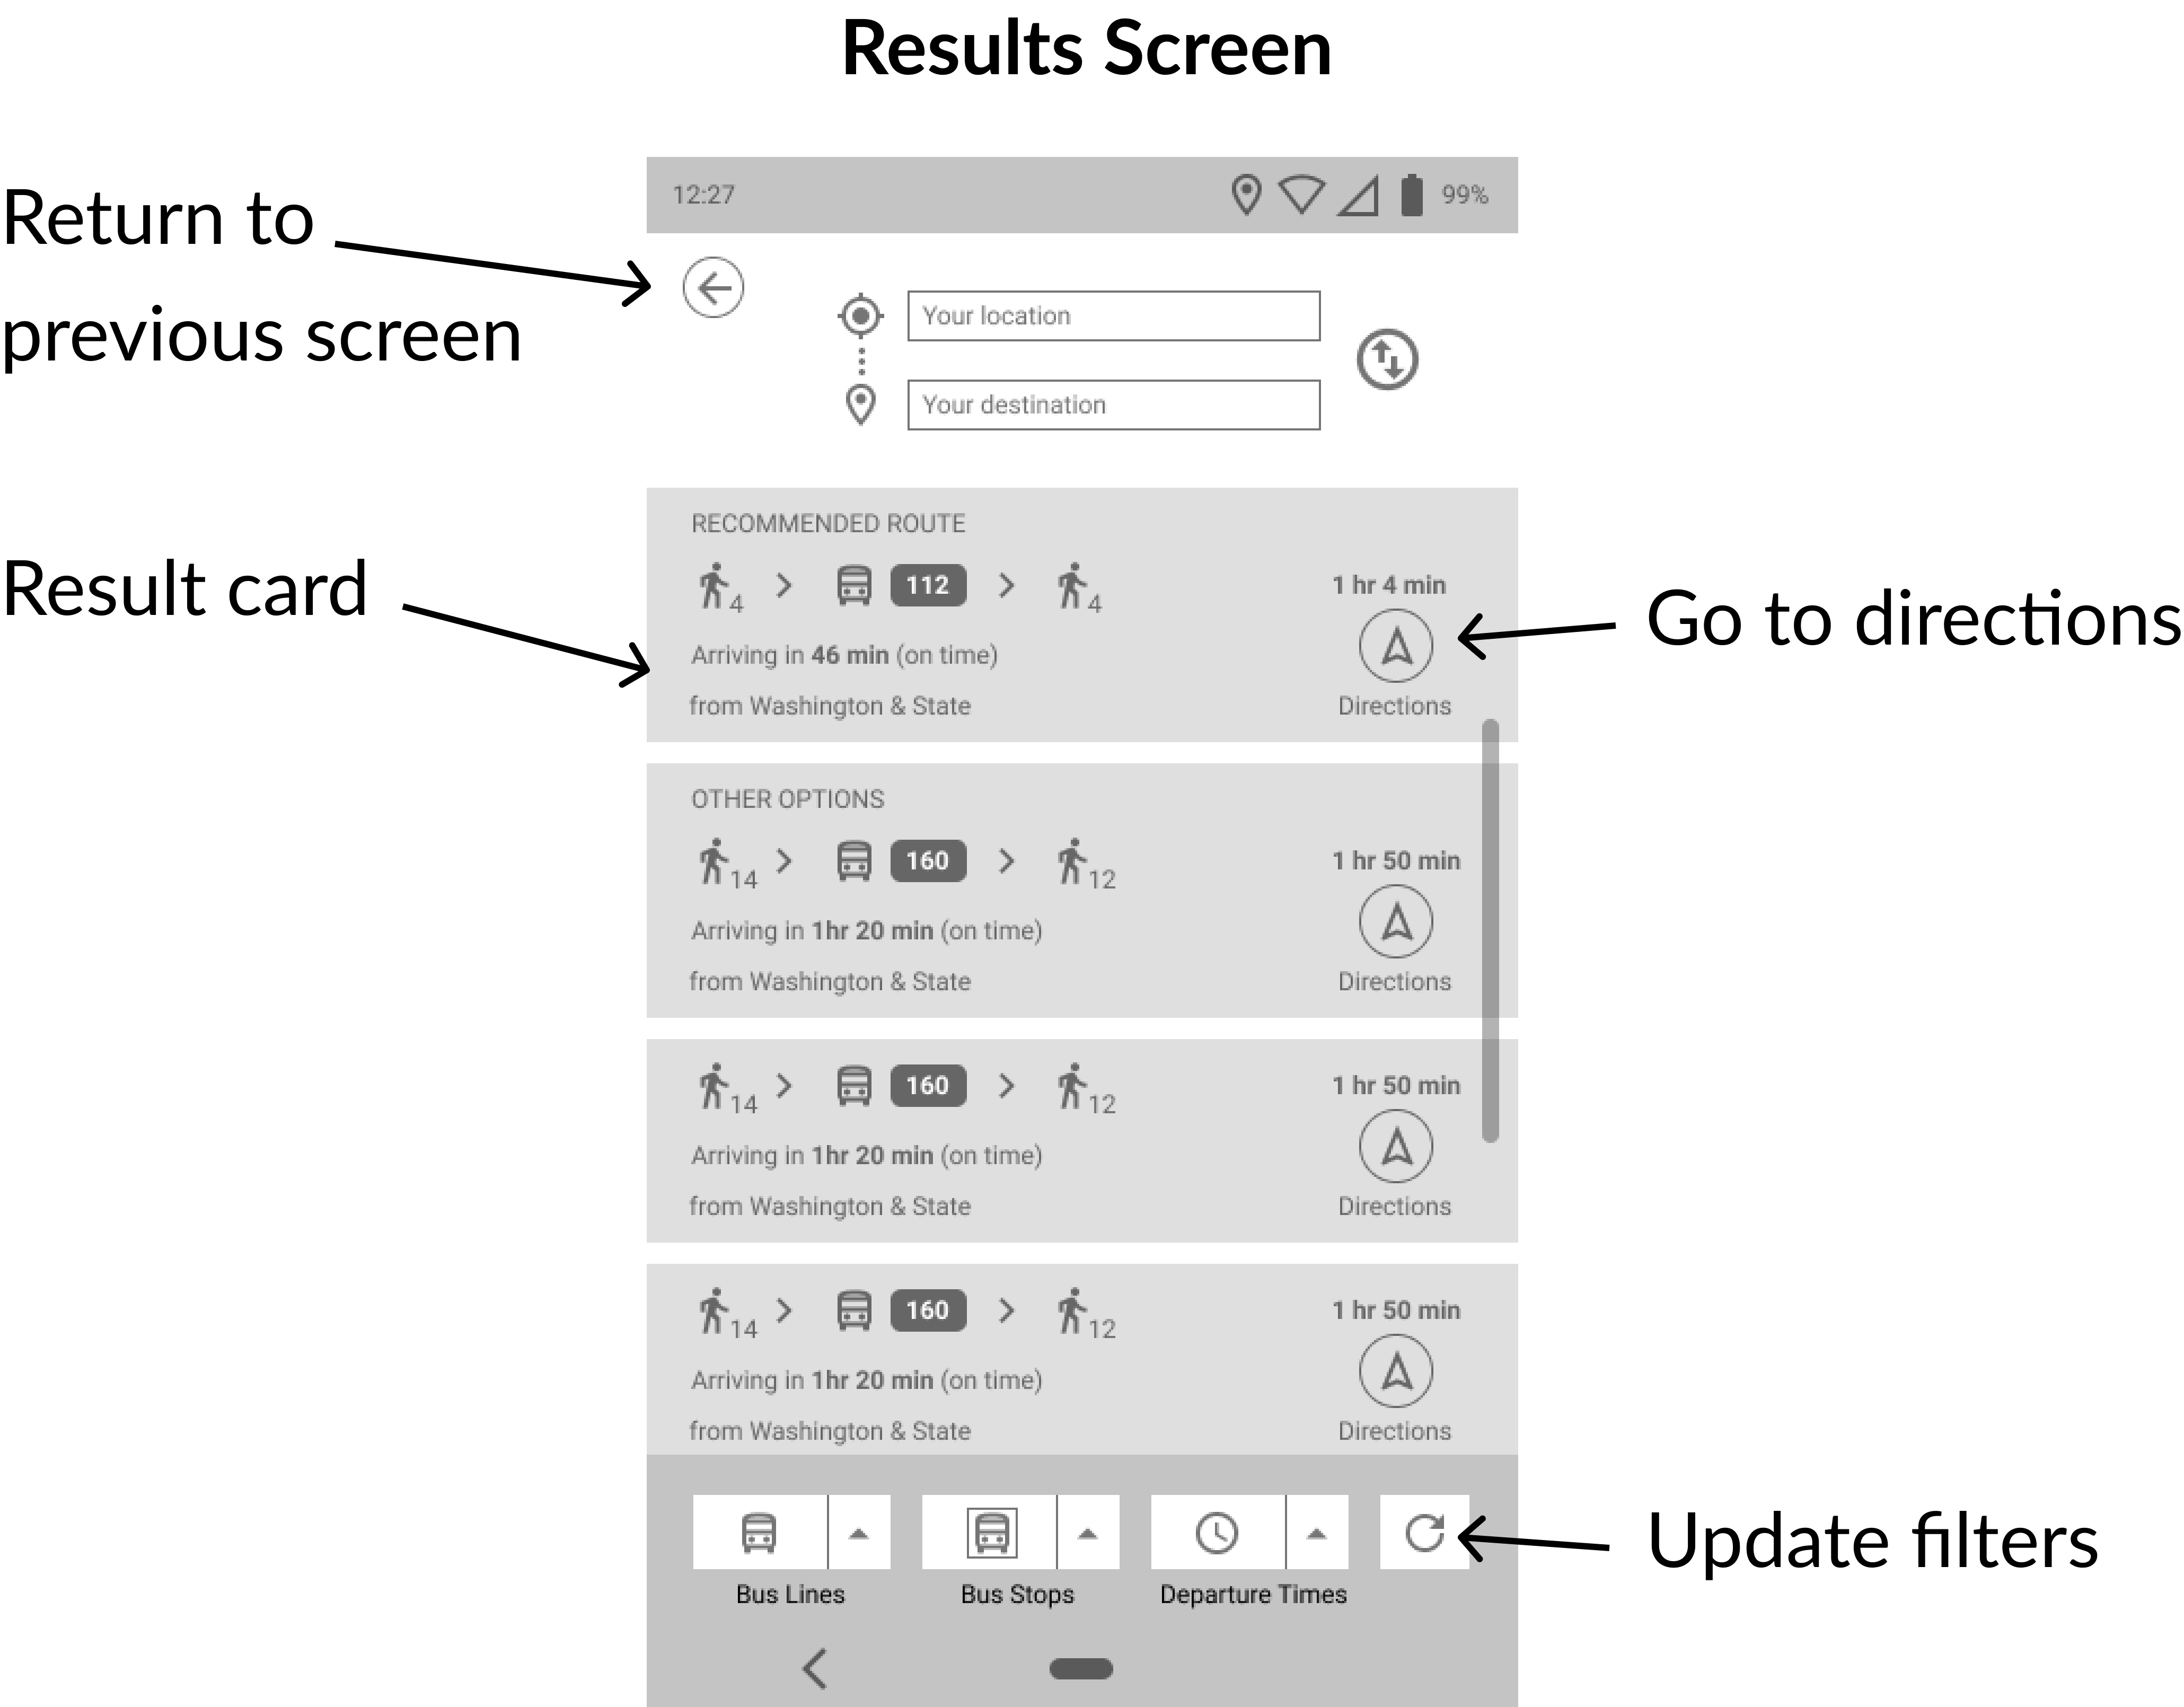 Results Screen
12:27
99%
Return to
previous screen
Your location
Your destination
RECOMMENDED ROUTE
4
112
4
1 hr 4 min
Result card
Go to directions
Arriving in 46 min (on time)
from Washington & State
Directions
OTHER OPTIONS
14
160
12
1 hr 50 min
Arriving in 1hr 20 min (on time)
from Washington & State
Directions
14
160
12
1 hr 50 min
Arriving in 1hr 20 min (on time)
from Washington & State
Directions
14
160
12
1 hr 50 min
Arriving in 1hr 20 min (on time)
from Washington & State
Directions
Update filters
Bus Lines
Bus Stops
Departure Times